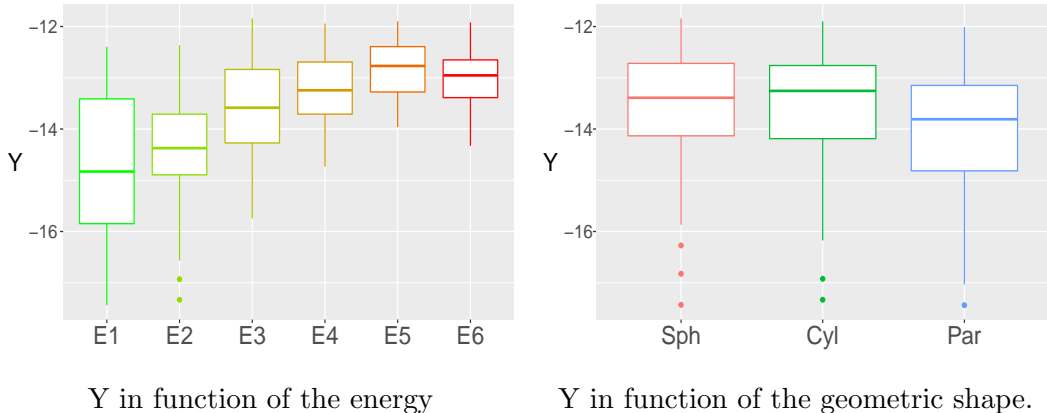 −12
−14
−16
Y
E1 E2 E3 E4 E5 E6
Y in function of the energy
−12
−14
−16
Y
Sph Cyl Par
Y in function of the geometric shape.